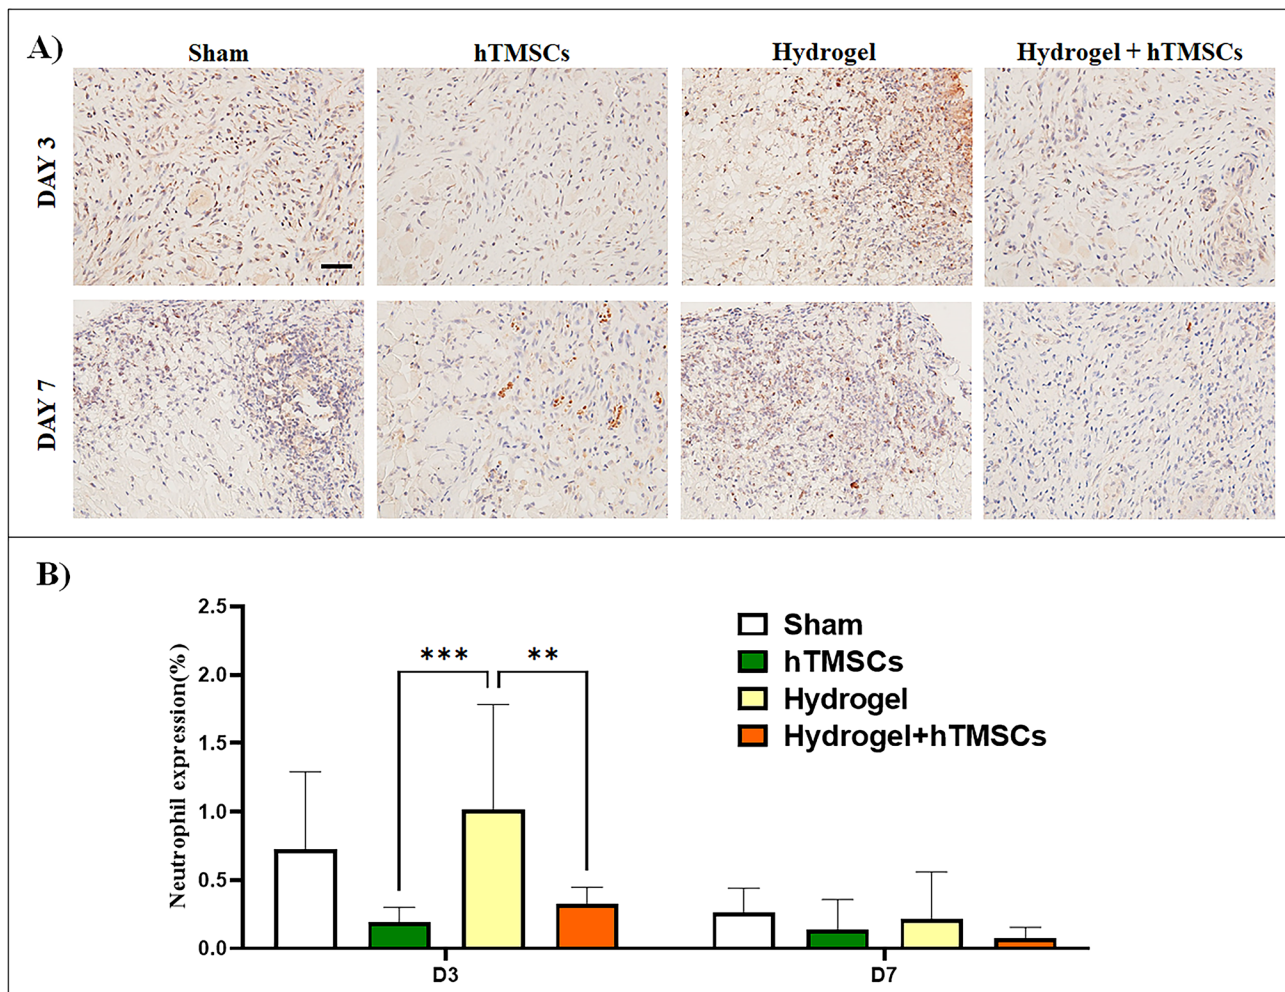 A)
Sham hTMSCs Hydrogel Hydrogel + hTMSCs
DAY 3
DAY 7
B)
Neutrophil expression(%)
2.5
2.0
1.5
1.0
0.5
0.0
*** **
Sham
hTMSCs
Hydrogel
Hydrogel+hTMSCs
D3 D7